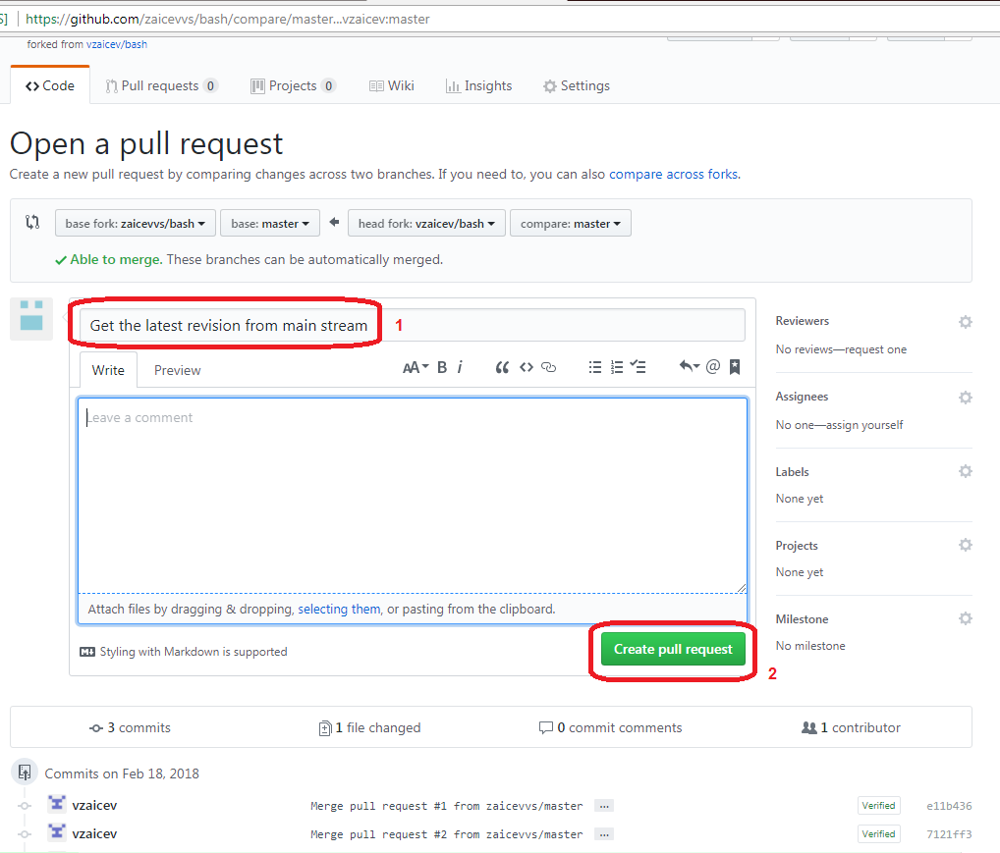 S] https://github.com/zaicevvs/bash/compare/master...vzaicev:master
forked from vzaicev/bash
Code Pull requests 0 Projects 0 Wiki Insights Settings
Open a pull request
Create a new pull request by comparing changes across two branches. If you need to, you can also compare across forks.
base fork: zaicevvs/bash base: master head fork: vzaicev/bash compare: master
Able to merge. These branches can be automatically merged.
Get the latest revision from main stream 1
Write Preview AA B i
Leave a comment
Attach files by dragging & dropping, selecting them, or pasting from the clipboard.
Styling with Markdown is supported
Create pull request
2
Reviewers
No reviews—request one
Assignees
No one—assign yourself
Labels
None yet
Projects
None yet
Milestone
No milestone
3 commits 1 file changed 0 commit comments 1 contributor
Commits on Feb 18, 2018
vzaicev Merge pull request #1 from zaicevvs/master ... Verified e11b436
vzaicev Merge pull request #2 from zaicevvs/master ... Verified 7121ff3